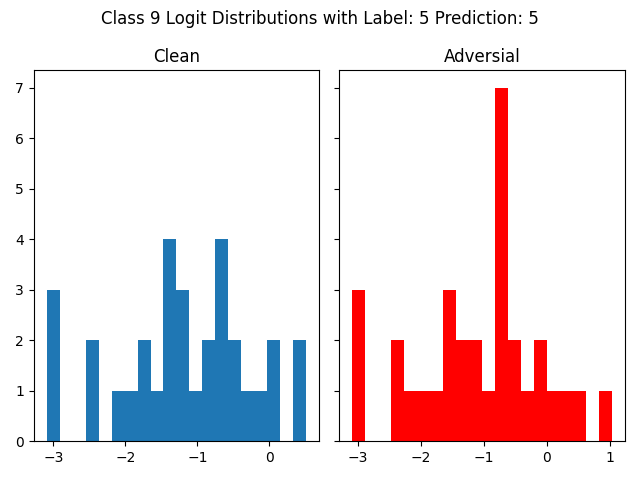 Class 9 Logit Distributions with Label: 5 Prediction: 5
Clean
Adversial
7
6
5
4
3
2
1
0
−3 −2 −1 0
−3 −2 −1 0 1